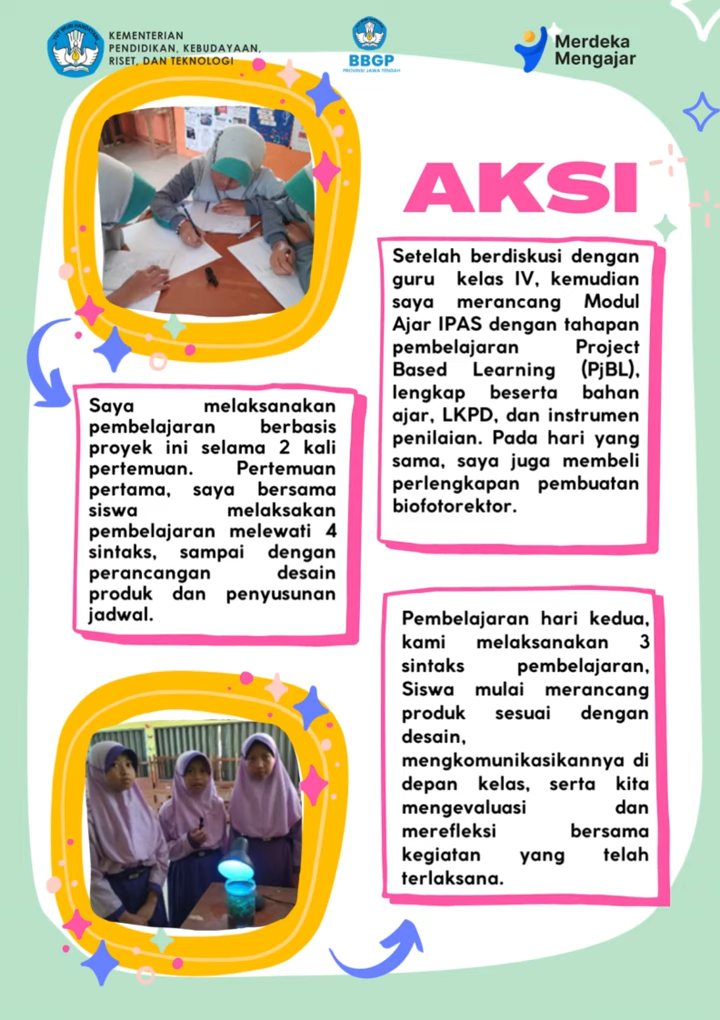 KEMENTERIAN
PENDIDIKAN, KEBUDAYAAN,
RISET, DAN TEKNOLOGI
BBGP
PROVINSI JAWA TENGAH
Merdeka
Mengajar
AKSI
Setelah berdiskusi dengan
guru kelas IV, kemudian
saya merancang Modul
Ajar IPAS dengan tahapan
pembelajaran Project
Based Learning (PjBL),
lengkap beserta bahan
ajar, LKPD, dan instrumen
penilaian. Pada hari yang
sama, saya juga membeli
perlengkapan pembuatan
biofotorektor.
Saya melaksanakan
pembelajaran berbasis
proyek ini selama 2 kali
pertemuan. Pertemuan
pertama, saya bersama
siswa melaksakan
pembelajaran melewati 4
sintaks, sampai dengan
perancangan desain
produk dan penyusunan
jadwal.
Pembelajaran hari kedua,
kami melaksanakan 3
sintaks pembelajaran,
Siswa mulai merancang
produk sesuai dengan
desain,
mengkomunikasikannya di
depan kelas, serta kita
mengevaluasi dan
merefleksi bersama
kegiatan yang telah
terlaksana.